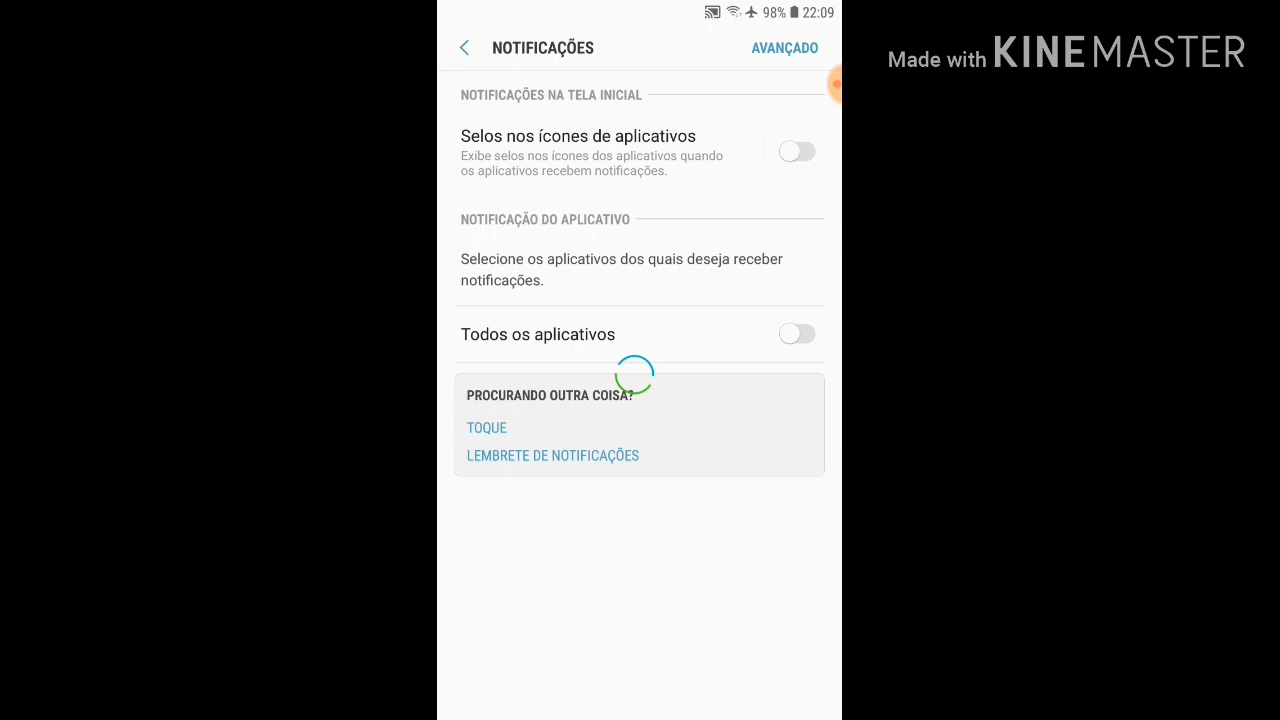 98% 22:09
NOTIFICAÇÕES AVANÇADO
Made with KINEMASTER
NOTIFICAÇÕES NA TELA INICIAL
Selos nos ícones de aplicativos
Exibe selos nos ícones dos aplicativos quando
os aplicativos recebem notificações.
NOTIFICAÇÃO DO APLICATIVO
Selecione os aplicativos dos quais deseja receber
notificações.
Todos os aplicativos
PROCURANDO OUTRA COISA?
TOQUE
LEMBRETE DE NOTIFICAÇÕES